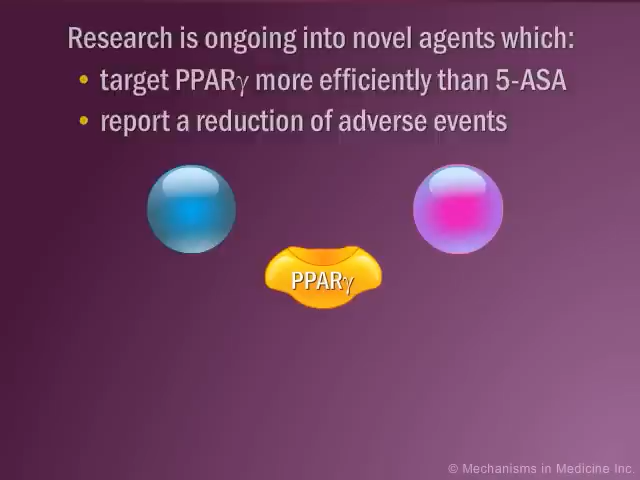 Research is ongoing into novel agents which:
• target PPARγ more efficiently than 5-ASA
• report a reduction of adverse events
PPARγ
© Mechanisms in Medicine Inc.